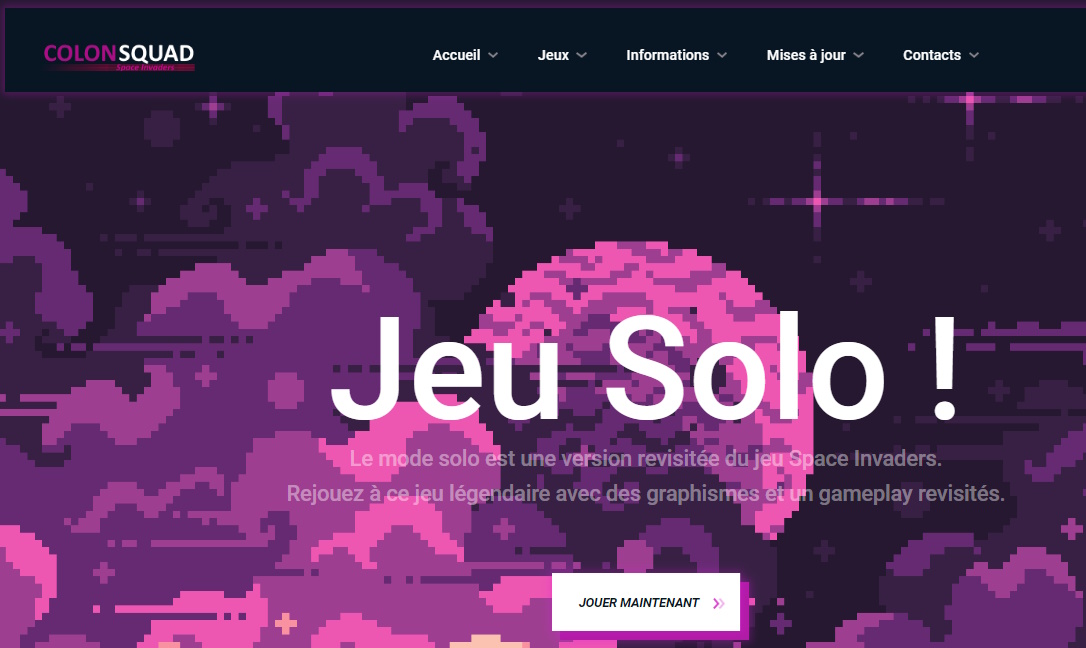 COLONSQUAD
Space Invaders
Accueil Jeux Informations Mises à jour Contacts
Jeu Solo !
Le mode solo est une version revisitée du jeu Space Invaders.
Rejouez à ce jeu légendaire avec des graphismes et un gameplay revisités.
JOUER MAINTENANT